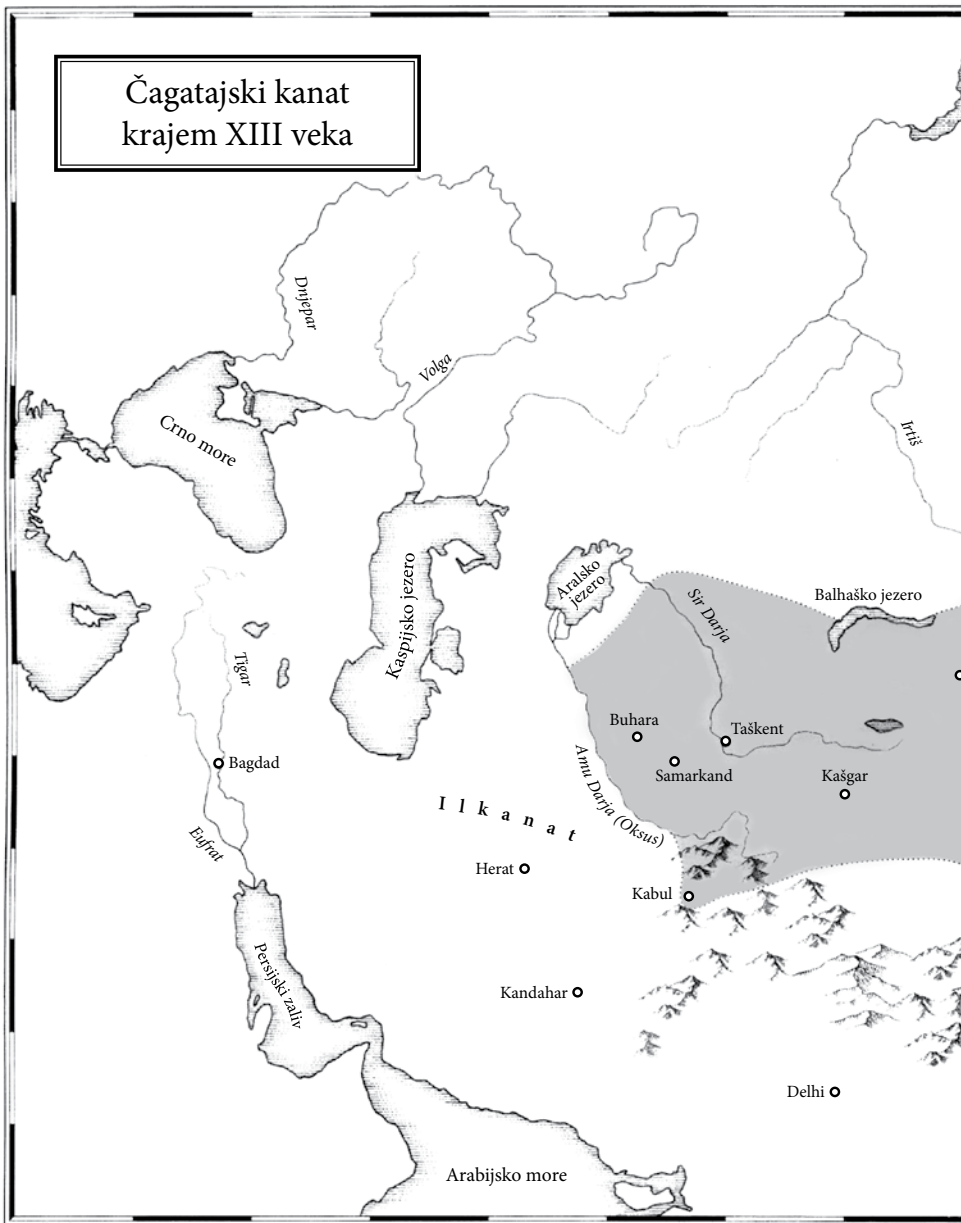 Čagatajski kanat
krajem XIII veka
Dnjepar
Volga
Crno more
Irtiš
Kaspijsko jezero
Aralsko
jezero
Sir Darja
Balhaško jezero
Tigar
Buhara
Taškent
Samarkand
Bagdad
Kašgar
Amu Darja (Oksus)
Ilkanat
Eufrat
Herat
Kabul
Persijski zaliv
Kandahar
Delhi
Arabijsko more